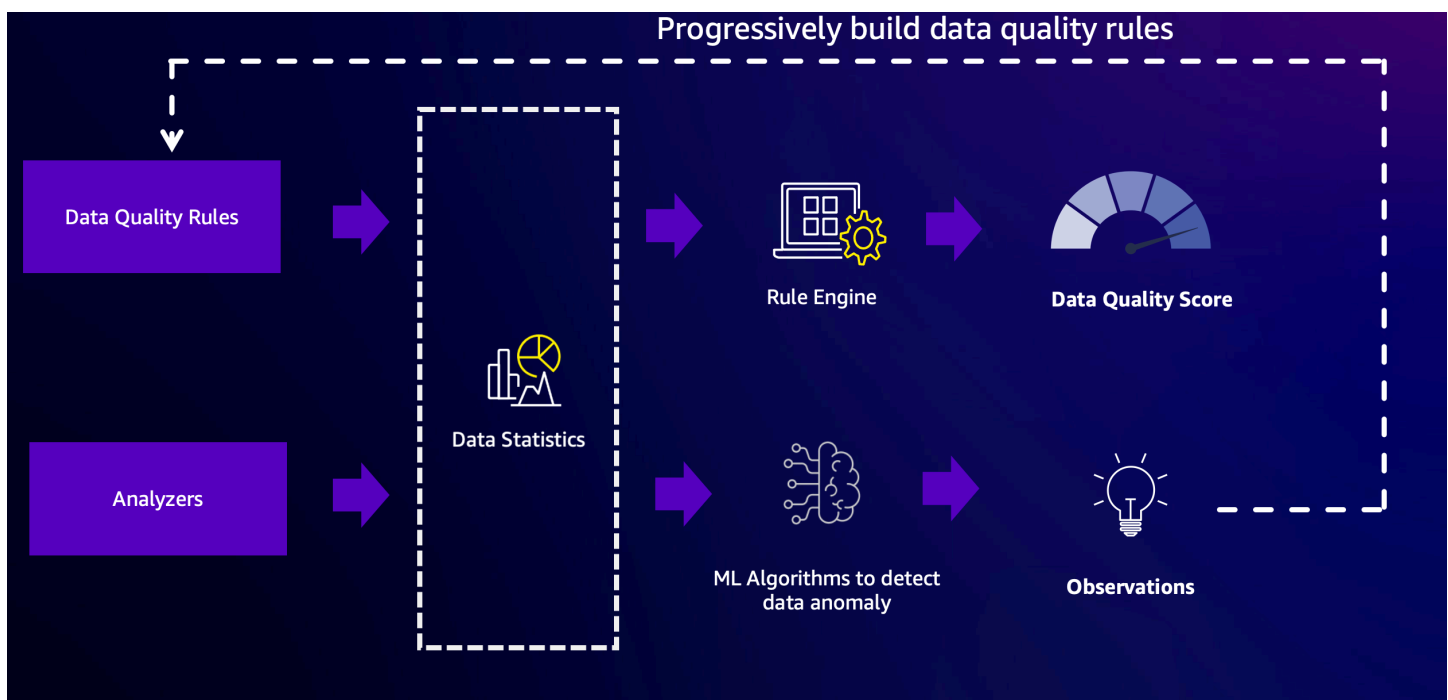 Progressively build data quality rules
Data Quality Rules
Rule Engine
Data Quality Score
Data Statistics
Analyzers
ML Algorithms to detect
data anomaly
Observations